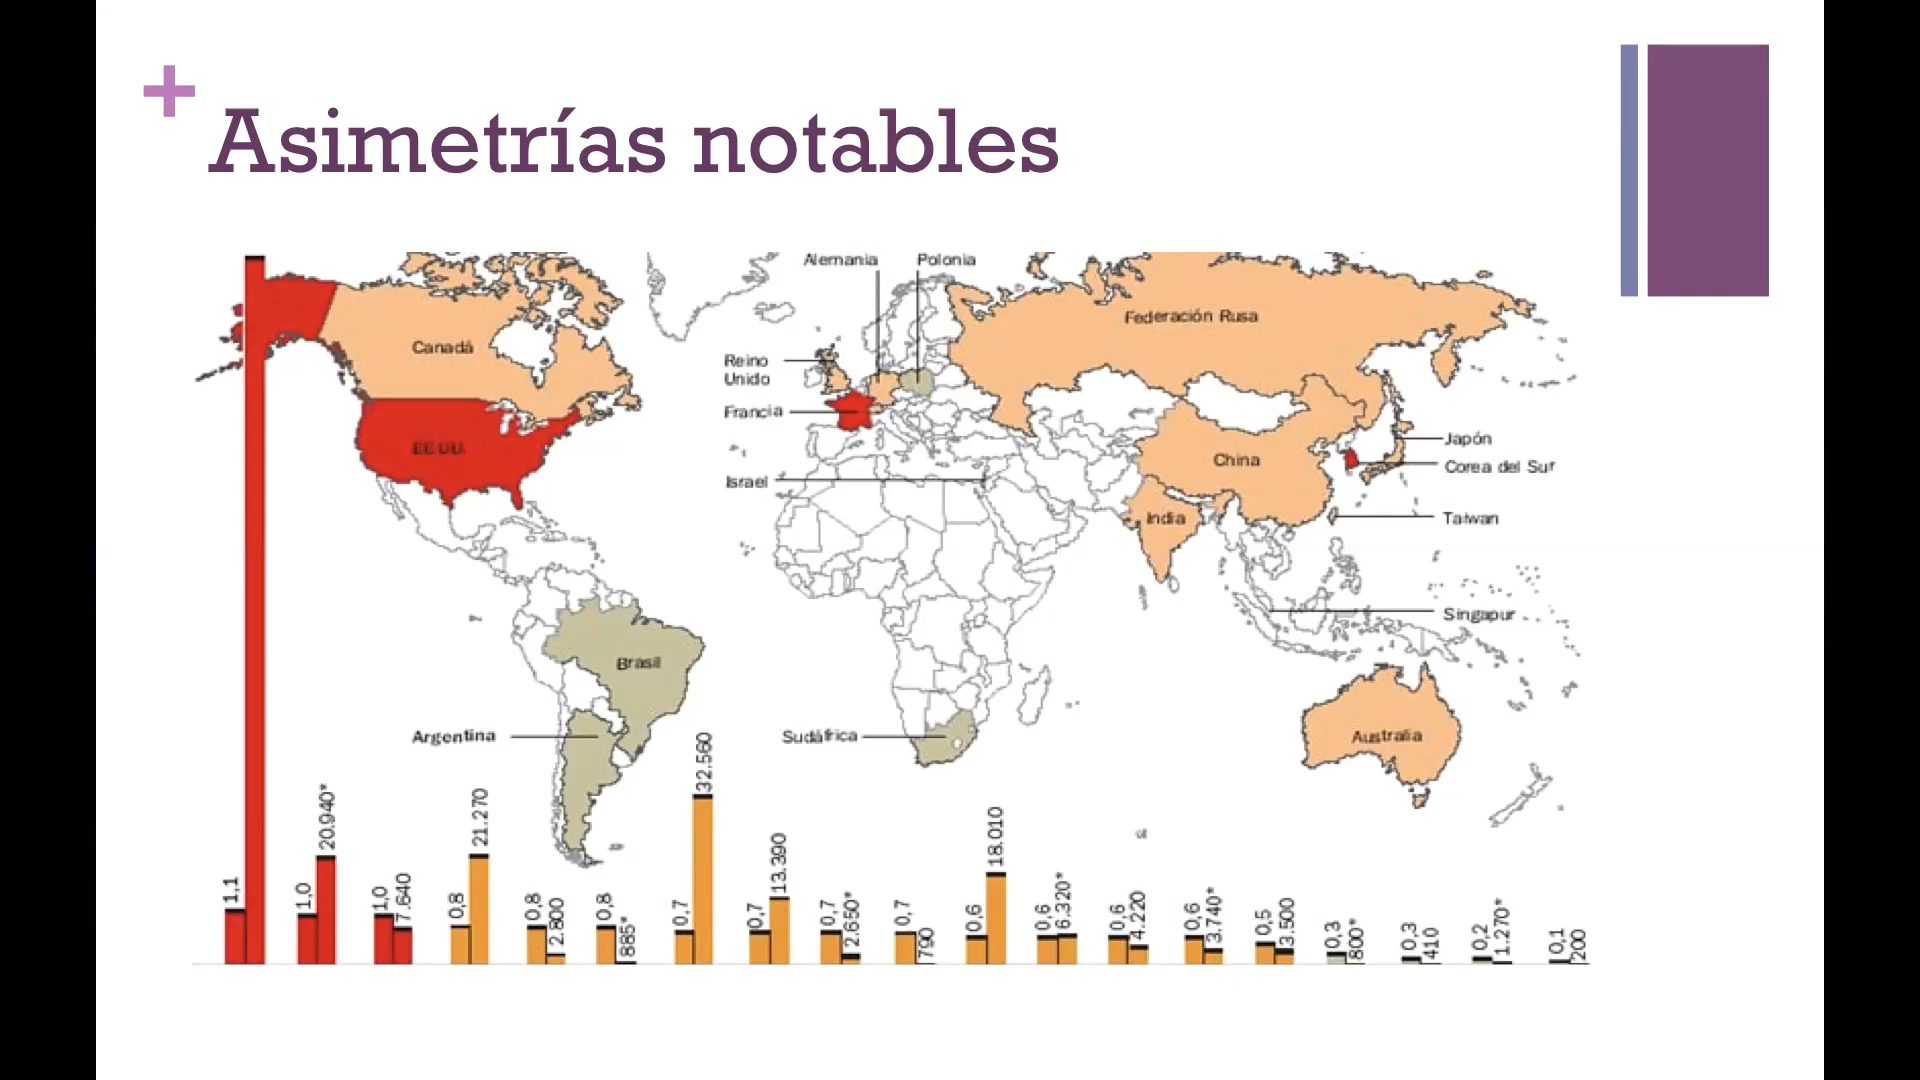 +
Asimetrías notables
Alemania
Polonia
Federación Rusa
Canadá
Reino
Unido
Francia
EE.UU.
Japón
China
Corea del Sur
Israel
India
Taiwan
Singapur
Brasil
Argentina
Sudáfrica
Australia
1,1
1,0
20.940*
1,0
7.640
0,8
21.270
0,8
2.800
0,8
885*
0,7
32.560
0,7
13.390
0,7
2.650*
0,7
790
0,6
18.010
0,6
6.320*
0,6
4.220
0,6
3.740*
0,5
3.500
0,3
800*
0,3
410
0,2
1.270*
0,1
200